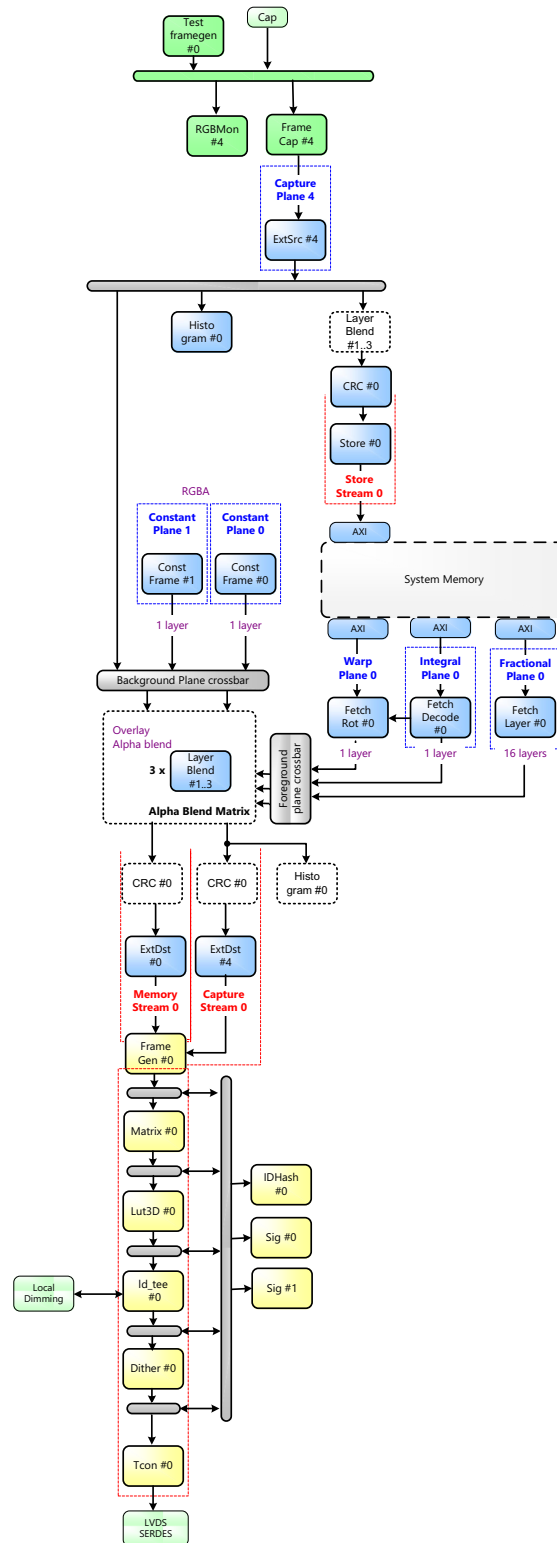 Test
framegen
#0
Cap
RGBMon
#4
Frame
Cap #4
Capture
Plane 4
ExtSrc #4
Histo
gram #0
Layer
Blend
#1..3
CRC #0
Store #0
Store
Stream 0
RGBA
Constant
Plane 1
Constant
Plane 0
AXI
Const
Frame #1
Const
Frame #0
System Memory
1 layer
1 layer
AXI
AXI
AXI
Warp
Plane 0
Integral
Plane 0
Fractional
Plane 0
Background Plane crossbar
Fetch
Rot #0
Fetch
Decode
#0
Fetch
Layer #0
Overlay
Alpha blend
3 x
Layer
Blend
#1..3
Alpha Blend Matrix
Foreground
plane crossbar
1 layer
1 layer
16 layers
CRC #0
CRC #0
Histo
gram #0
ExtDst
#0
ExtDst
#4
Memory
Stream 0
Capture
Stream 0
Frame
Gen #0
Matrix #0
IDHash
#0
Lut3D #0
Sig #0
Local
Dimming
ld_tee
#0
Sig #1
Dither #0
Tcon #0
LVDS
SERDES